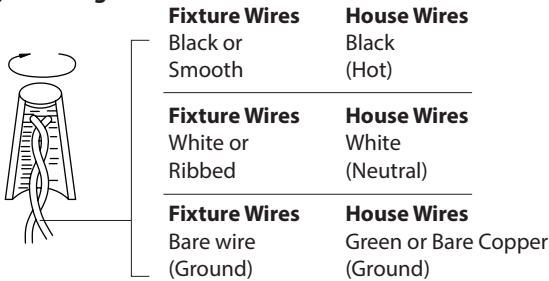 Fixture Wires House Wires
Black or Black
Smooth (Hot)
Fixture Wires House Wires
White or White
Ribbed (Neutral)
Fixture Wires House Wires
Bare wire Green or Bare Copper
(Ground) (Ground)